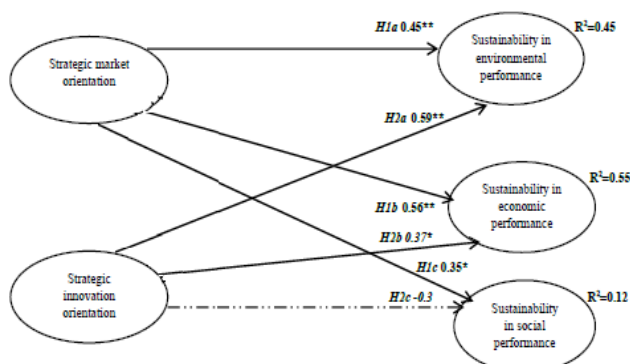 H1a 0.45**
Sustainability in
environmental
performance
R²=0.45
Strategic market
orientation
H2a 0.59**
Sustainability in
economic
performance
R²=0.55
H1b 0.56**
H2b 0.37*
H1c 0.35*
Strategic
innovation
orientation
H2c -0.3
Sustainability
in social
performance
R²=0.12